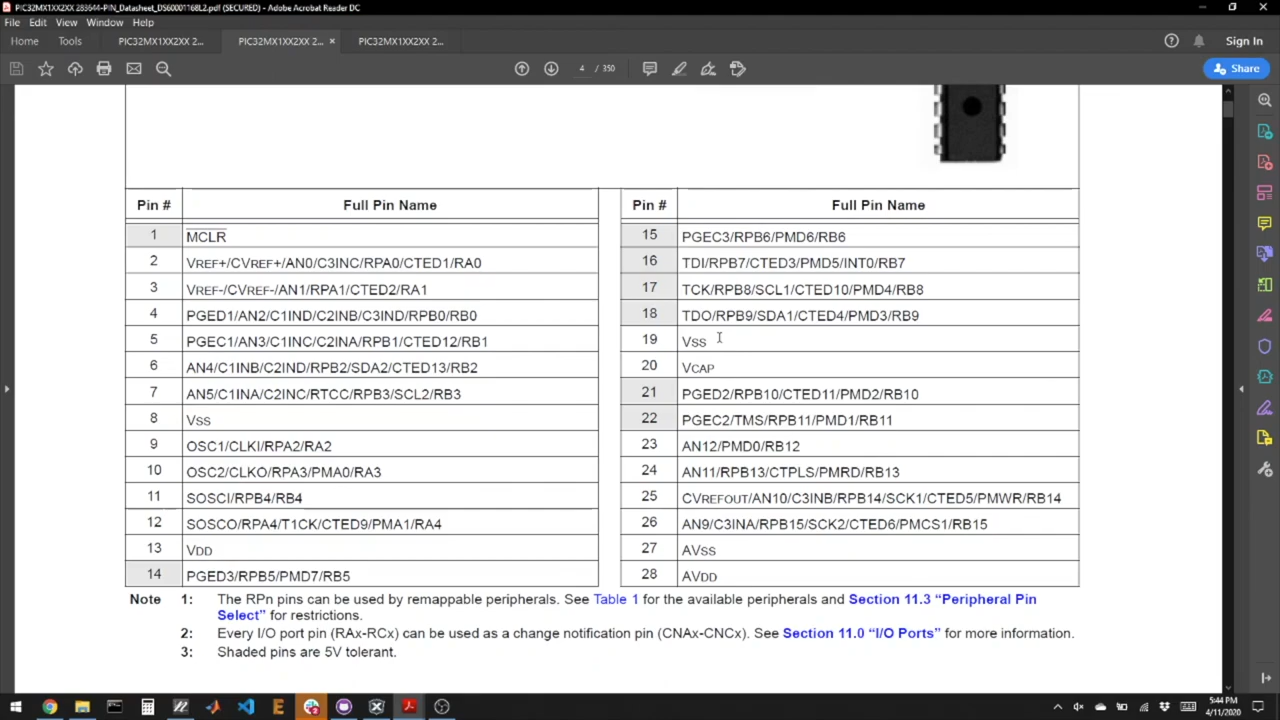 PIC32MX1XX2XX 283644-PIN_Datasheet_DS60001168L2.pdf (SECURED) - Adobe Acrobat Reader DC
File Edit View Window Help
Home Tools PIC32MX1XX2XX 2... PIC32MX1XX2XX 2... × PIC32MX1XX2XX 2... Sign In
4 / 350 Share
Pin # Full Pin Name Pin # Full Pin Name
1 MCLR 15 PGEC3/RPB6/PMD6/RB6
2 VREF+/CVREF+/AN0/C3INC/RPA0/CTED1/RA0 16 TDI/RPB7/CTED3/PMD5/INT0/RB7
3 VREF-/CVREF-/AN1/RPA1/CTED2/RA1 17 TCK/RPB8/SCL1/CTED10/PMD4/RB8
4 PGED1/AN2/C1IND/C2INB/C3IND/RPB0/RB0 18 TDO/RPB9/SDA1/CTED4/PMD3/RB9
5 PGEC1/AN3/C1INC/C2INA/RPB1/CTED12/RB1 19 VSS
6 AN4/C1INB/C2IND/RPB2/SDA2/CTED13/RB2 20 VCAP
7 AN5/C1INA/C2INC/RTCC/RPB3/SCL2/RB3 21 PGED2/RPB10/CTED11/PMD2/RB10
8 VSS 22 PGEC2/TMS/RPB11/PMD1/RB11
9 OSC1/CLKI/RPA2/RA2 23 AN12/PMD0/RB12
10 OSC2/CLKO/RPA3/PMA0/RA3 24 AN11/RPB13/CTPLS/PMRD/RB13
11 SOSCI/RPB4/RB4 25 CVREFOUT/AN10/C3INB/RPB14/SCK1/CTED5/PMWR/RB14
12 SOSCO/RPA4/T1CK/CTED9/PMA1/RA4 26 AN9/C3INA/RPB15/SCK2/CTED6/PMCS1/RB15
13 VDD 27 AVSS
14 PGED3/RPB5/PMD7/RB5 28 AVDD
Note 1: The RPn pins can be used by remappable peripherals. See Table 1 for the available peripherals and Section 11.3 “Peripheral Pin
Select” for restrictions.
2: Every I/O port pin (RAx-RCx) can be used as a change notification pin (CNAx-CNCx). See Section 11.0 “I/O Ports” for more information.
3: Shaded pins are 5V tolerant.
5:44 PM
4/11/2020